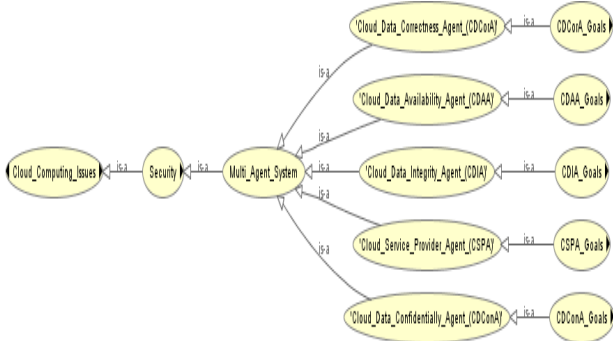 'Cloud_Data_Correctness_Agent_(CDCorA)'
is-a
CDCorA_Goals
is-a
'Cloud_Data_Availability_Agent_(CDAA)'
is-a
CDAA_Goals
is-a
Cloud_Computing_Issues
is-a
Security
is-a
Multi_Agent_System
is-a
'Cloud_Data_Integrity_Agent_(CDIA)'
is-a
CDIA_Goals
is-a
'Cloud_Service_Provider_Agent_(CSPA)'
is-a
CSPA_Goals
is-a
'Cloud_Data_Confidentially_Agent_(CDConA)'
is-a
CDConA_Goals